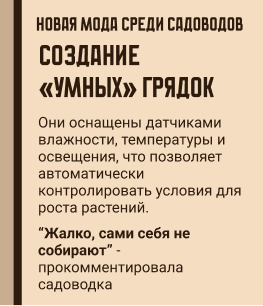 НОВАЯ МОДА СРЕДИ САДОВОДОВ
СОЗДАНИЕ
«УМНЫХ» ГРЯДОК
Они оснащены датчиками
влажности, температуры и
освещения, что позволяет
автоматически
контролировать условия для
роста растений.
“Жалко, сами себя не
собирают” -
прокомментировала
садоводка